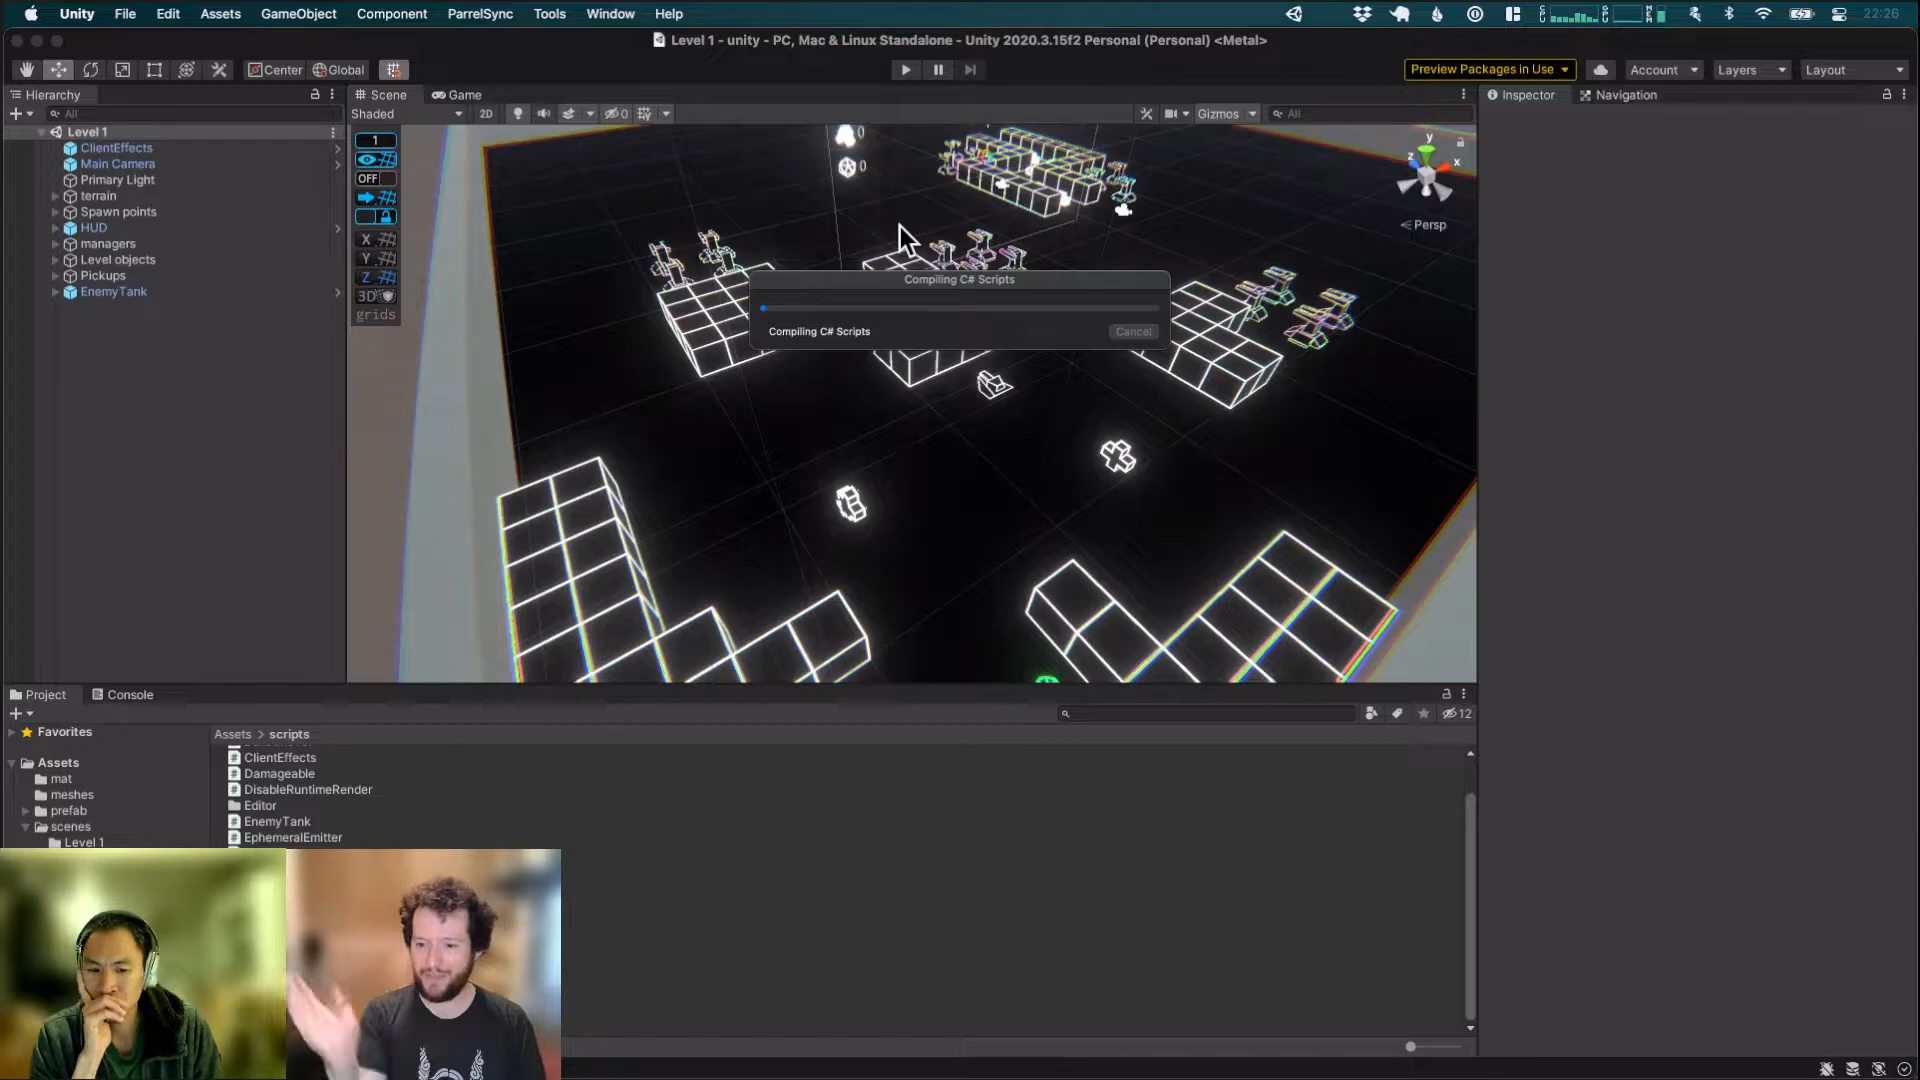 Unity File Edit Assets GameObject Component ParrelSync Tools Window Help 22:26
Level 1 - unity - PC, Mac & Linux Standalone - Unity 2020.3.15f2 Personal (Personal) <Metal>
Center Global Preview Packages in Use Account Layers Layout
Hierarchy
All
Level 1
ClientEffects
Main Camera
Primary Light
terrain
Spawn points
HUD
managers
Level objects
Pickups
EnemyTank
Scene Game
Shaded 2D 0 Gizmos All
1
OFF
X
Y
Z
3D
grids
0
0
y
z x
Persp
Compiling C# Scripts
Compiling C# Scripts Cancel
Inspector Navigation
Project Console
12
Favorites
Assets
mat
meshes
prefab
scenes
Level 1
Assets > scripts
ClientEffects
Damageable
DisableRuntimeRender
Editor
EnemyTank
EphemeralEmitter